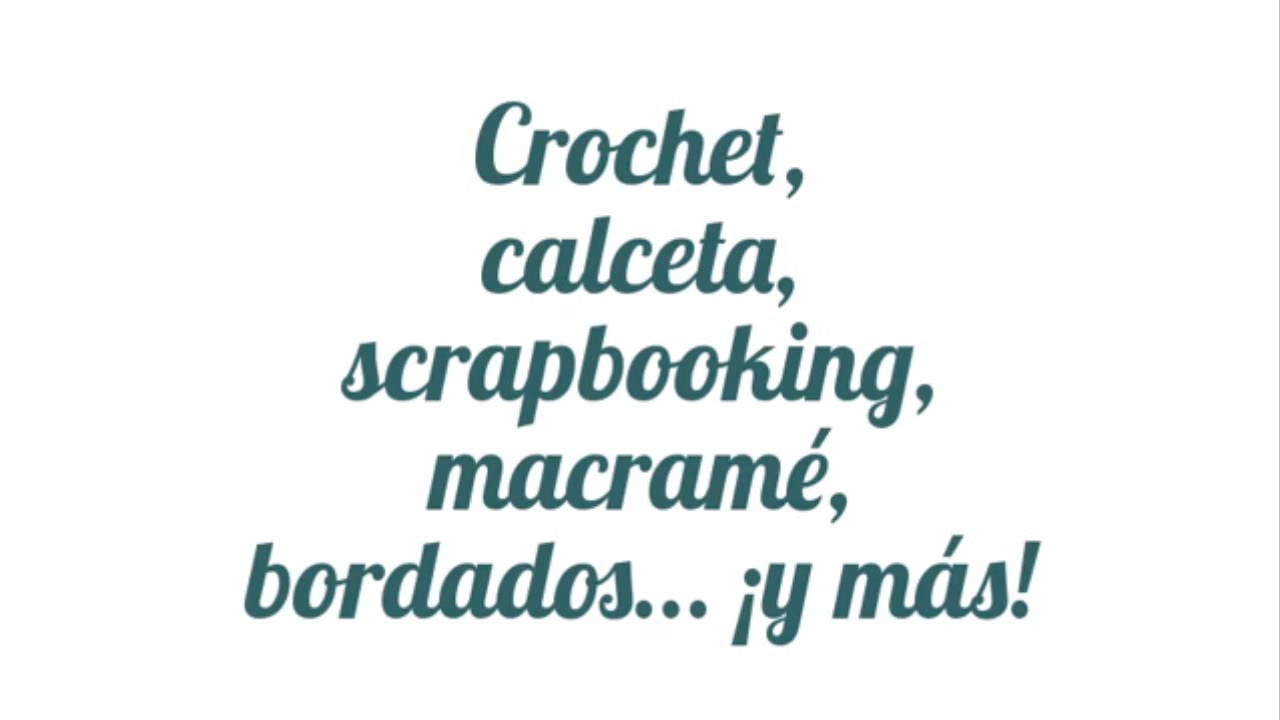 Crochet,
calceta,
scrapbooking,
macramé,
bordados... ¡y más!